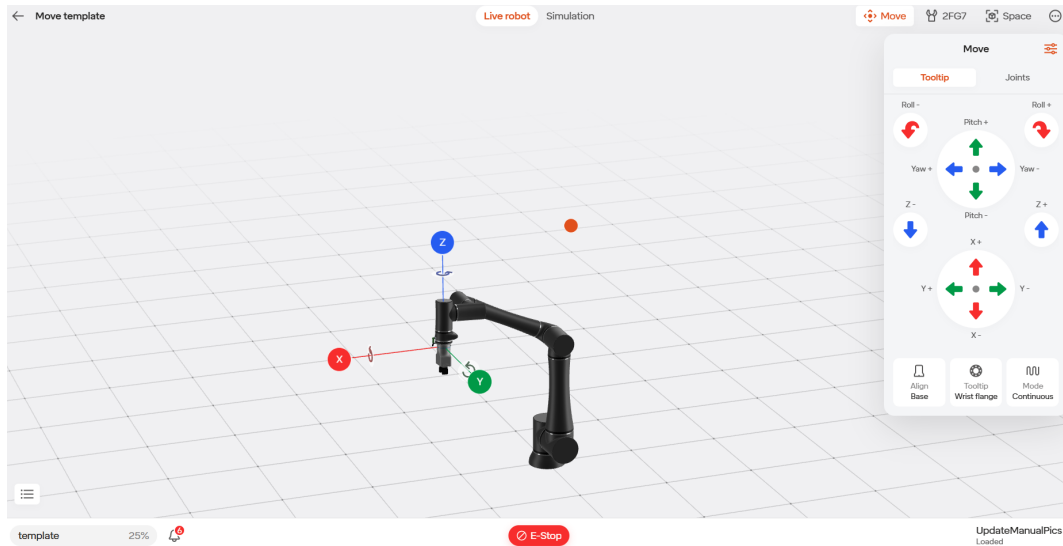 Move template
Live robot
Simulation
Move
2FG7
Space
Move
Tooltip
Joints
Roll -
Roll +
Pitch +
Yaw +
Yaw -
Z -
Z +
Pitch -
X +
Y +
Y -
X -
Align
Base
Tooltip
Wrist flange
Mode
Continuous
Z
X
Y
template
25%
6
E-Stop
UpdateManualPics
Loaded